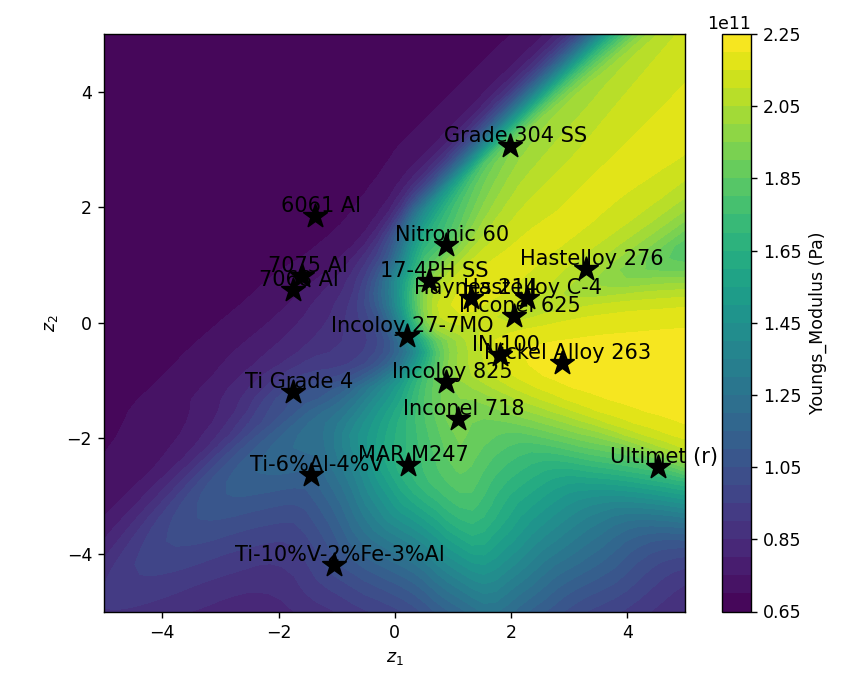 1e11
Grade 304 SS
6061 Al
Nitronic 60
7075 Al
Hastelloy 276
17-4PH SS
Haynes 214
Hastelloy C-4
Inconel 625
Incoloy 27-7MO
IN 100
Nickel Alloy 263
Incoloy 825
Ti Grade 4
Inconel 718
MAR M247
Ultimet (r)
Ti-6%Al-4%V
Ti-10%V-2%Fe-3%Al
4
2
0
−2
−4
z2
−4
−2
0
2
4
z1
2.25
2.05
1.85
1.65
1.45
1.25
1.05
0.85
0.65
Youngs_Modulus (Pa)